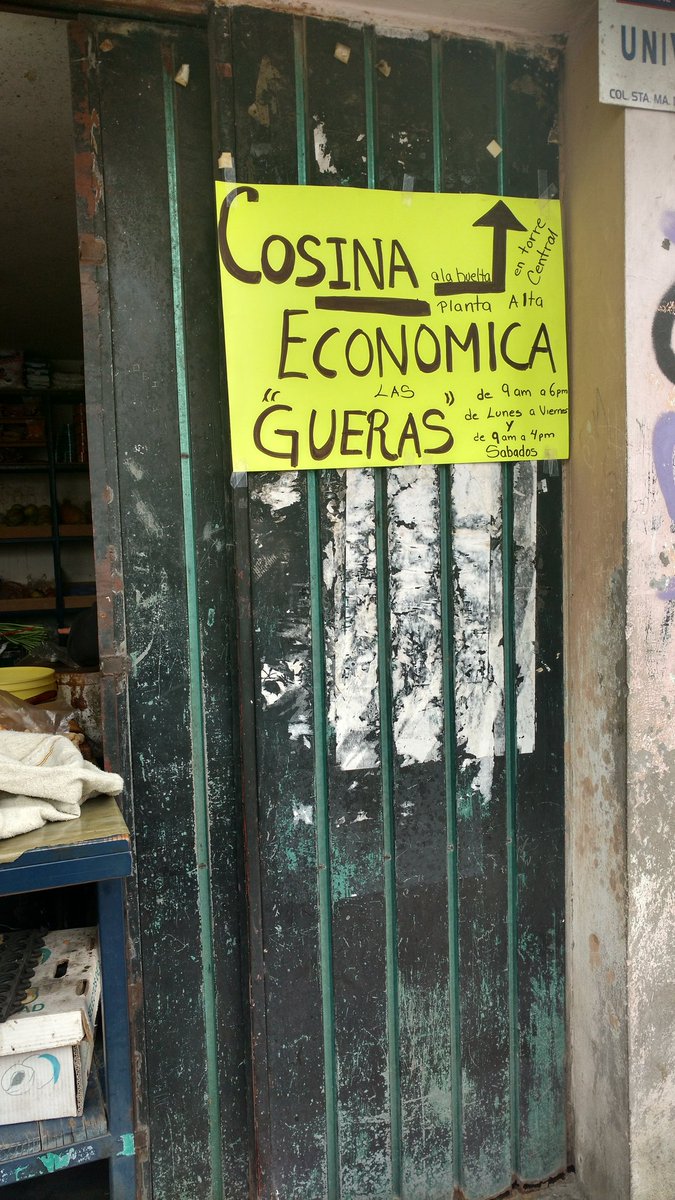 COSINA
a la buelta
en torre
Central
Planta Alta
ECONOMICA
"LAS
GUERAS"
de 9 am a 6pm
de Lunes a Viernes
y
de 9am a 4pm
Sabados
COL. STA. MA.